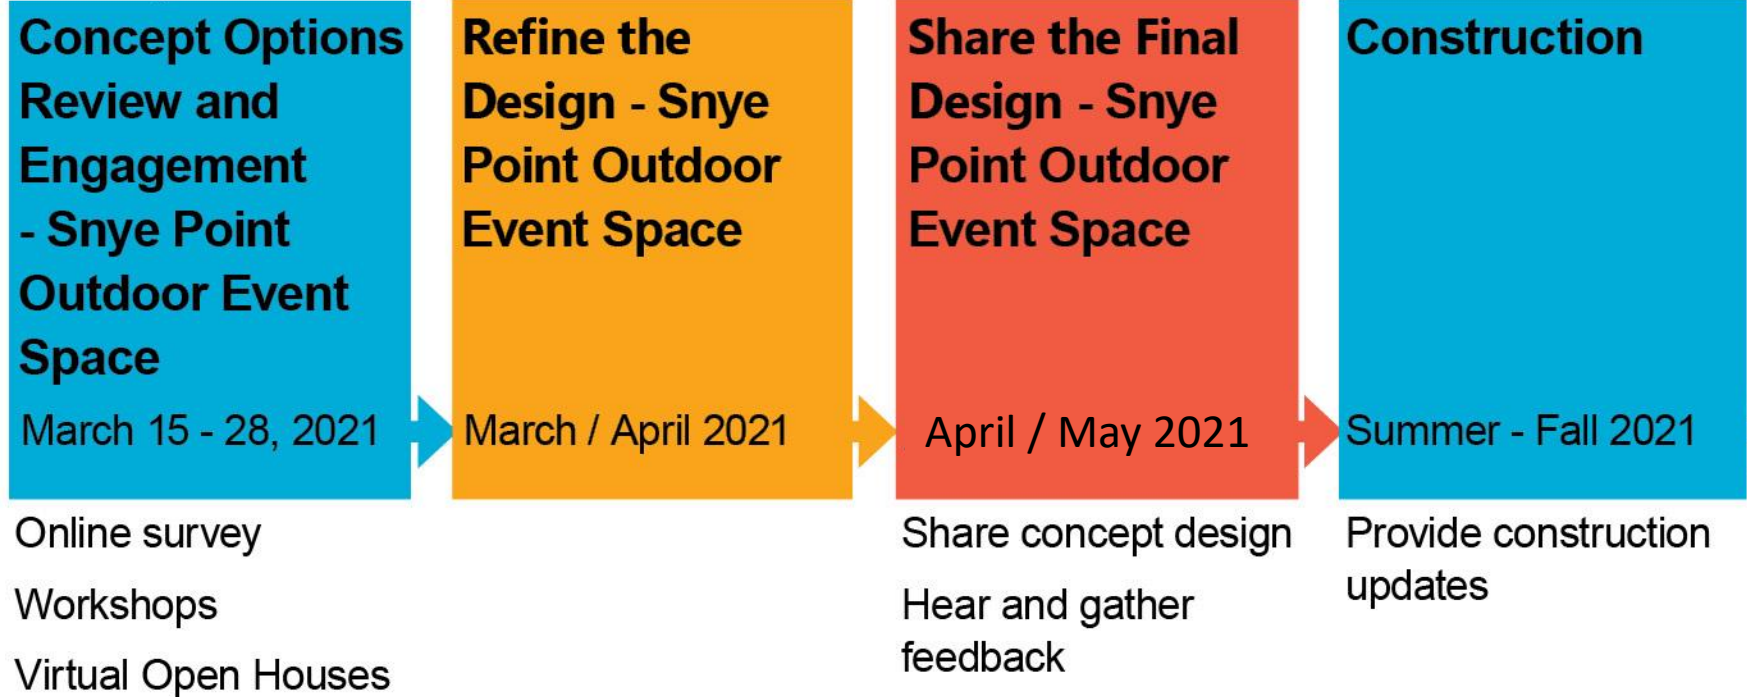 Concept Options
Review and
Engagement
- Snye Point
Outdoor Event
Space
March 15 - 28, 2021
Online survey
Workshops
Virtual Open Houses
Refine the
Design - Snye
Point Outdoor
Event Space
March / April 2021
Share the Final
Design - Snye
Point Outdoor
Event Space
April / May 2021
Share concept design
Hear and gather
feedback
Construction
Summer - Fall 2021
Provide construction
updates